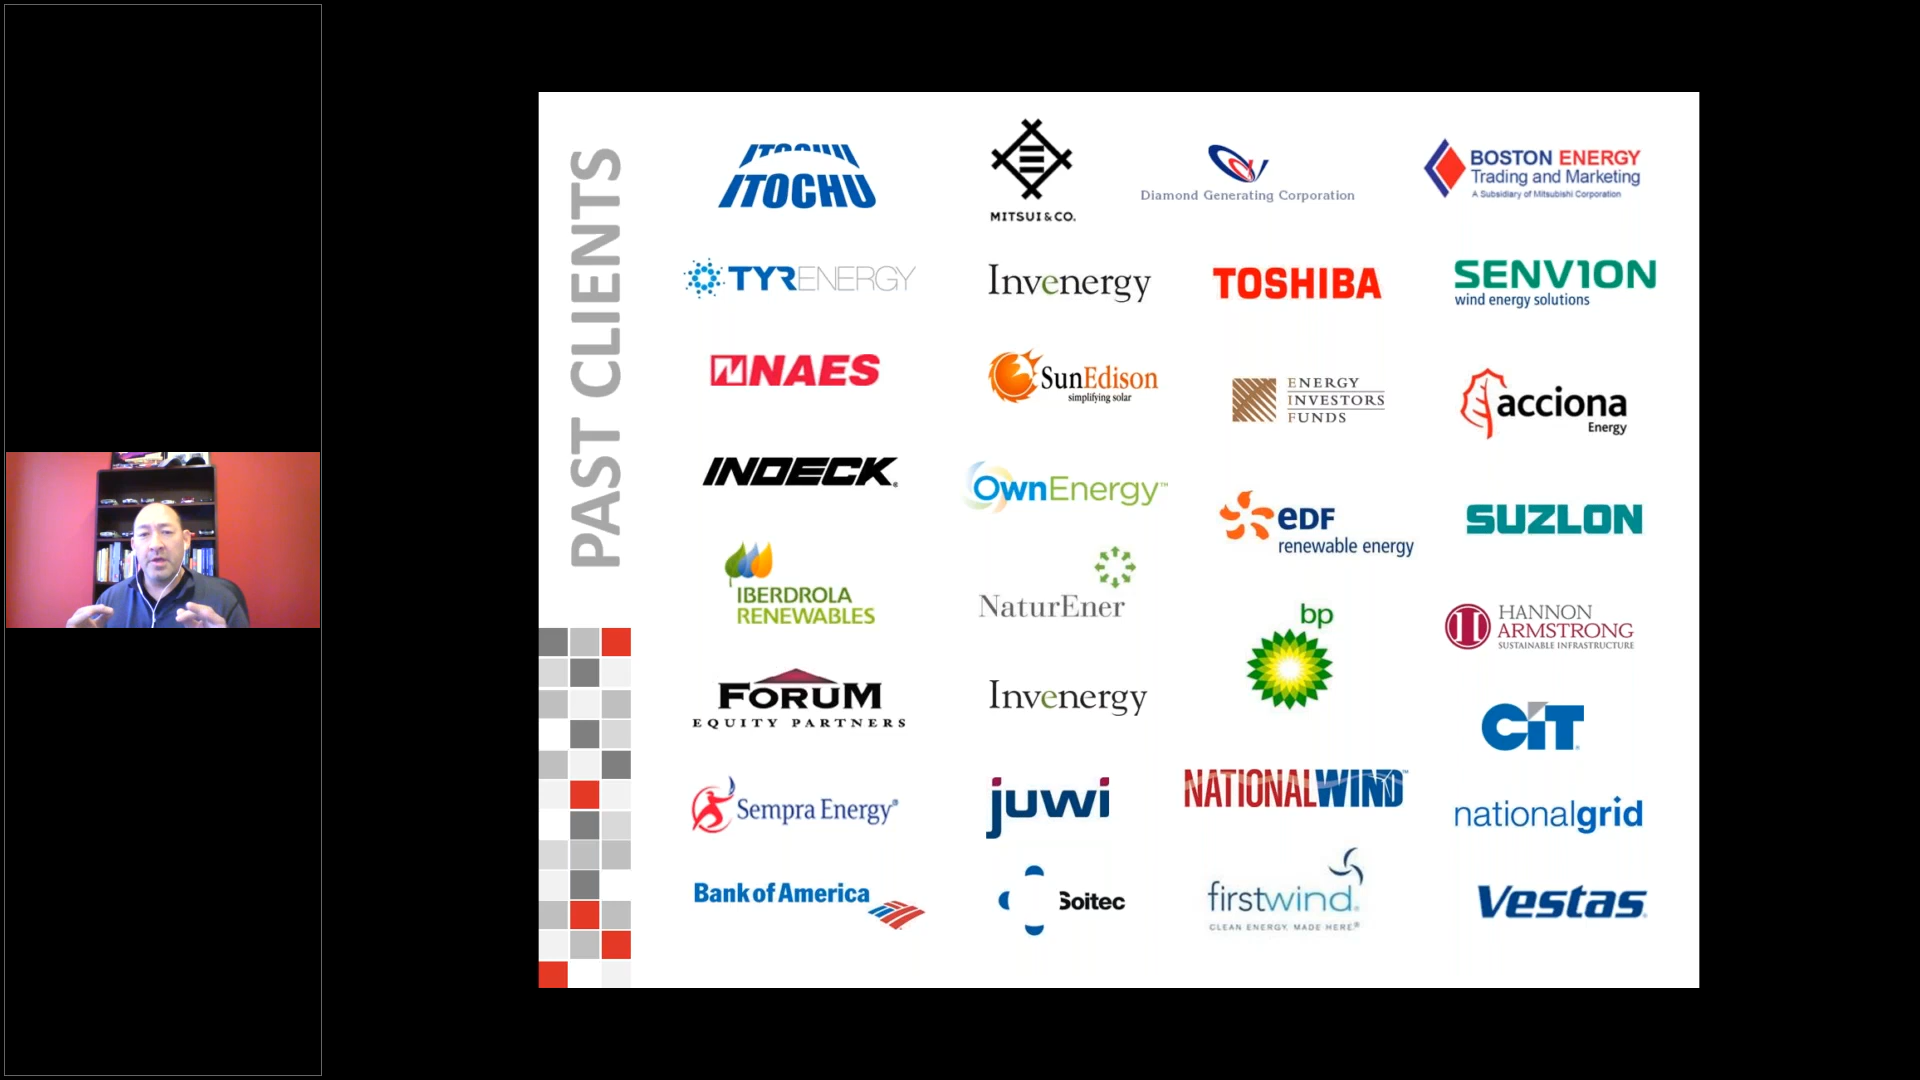 PAST CLIENTS
ITOCHU
ITOCHU
MITSUI & CO.
Diamond Generating Corporation
BOSTON ENERGY
Trading and Marketing
A Subsidiary of Mitsubishi Corporation
TYRENERGY
Invenergy
TOSHIBA
SENVION
wind energy solutions
NAES
SunEdison
simplifying solar
ENERGY
INVESTORS
FUNDS
acciona
Energy
INDECK®
OwnEnergy™
eDF
renewable energy
SUZLON
IBERDROLA
RENEWABLES
NaturEner
bp
HANNON
ARMSTRONG
SUSTAINABLE INFRASTRUCTURE
FORUM
EQUITY PARTNERS
Invenergy
CIT
Sempra Energy®
juwi
NATIONALWIND™
nationalgrid
Bank of America
Soitec
firstwind®
CLEAN ENERGY. MADE HERE.®
Vestas